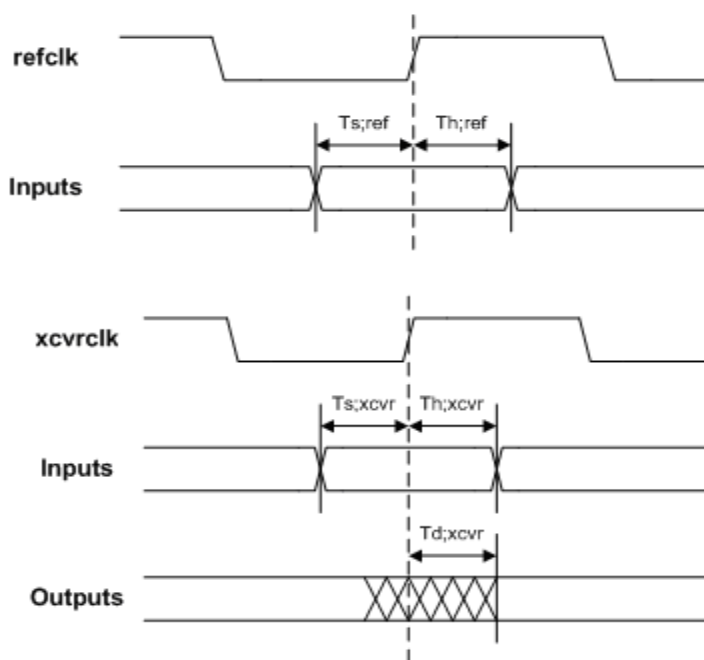 refclk
Ts;ref Th;ref
Inputs
xcvrclk
Ts;xcvr Th;xcvr
Inputs
Td;xcvr
Outputs